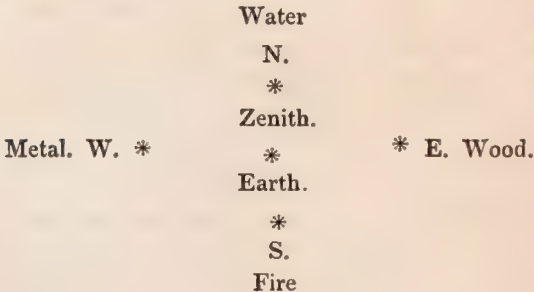 Water
N.
*
Zenith.
Metal. W. * * E. Wood.
*
Earth.
*
S.
Fire